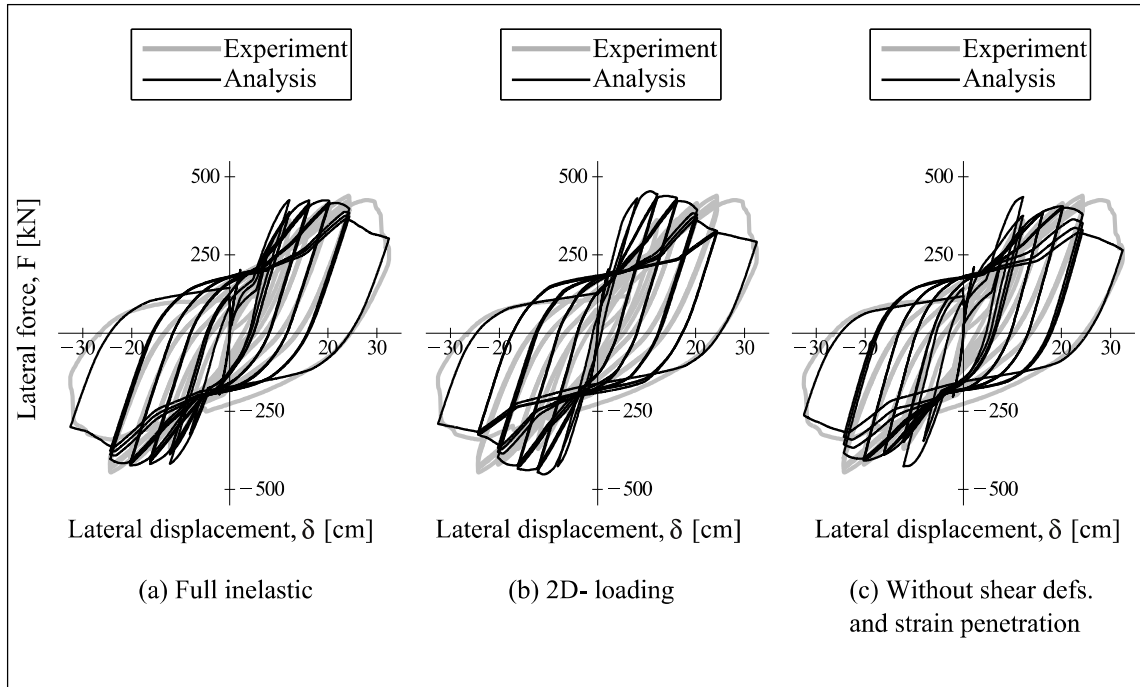 Experiment
Analysis
Experiment
Analysis
Experiment
Analysis
Lateral force, F [kN]
500
250
−30
−20
20
30
−250
−500
Lateral displacement, δ [cm]
(a) Full inelastic
500
250
−30
−20
20
30
−250
−500
Lateral displacement, δ [cm]
(b) 2D- loading
500
250
−30
−20
20
30
−250
−500
Lateral displacement, δ [cm]
(c) Without shear defs.
and strain penetration